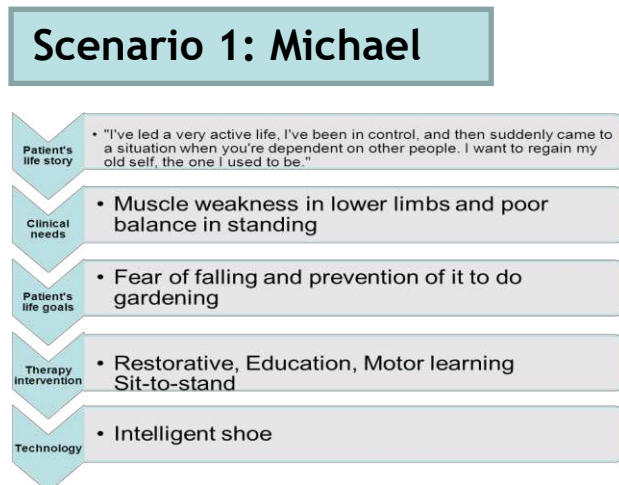 Scenario 1: Michael
Patient's
life story
• "I've led a very active life, I've been in control, and then suddenly came to
a situation when you're dependent on other people. I want to regain my
old self, the one I used to be."
Clinical
needs
• Muscle weakness in lower limbs and poor
balance in standing
Patient's
life goals
• Fear of falling and prevention of it to do
gardening
Therapy
intervention
• Restorative, Education, Motor learning
Sit-to-stand
Technology
• Intelligent shoe